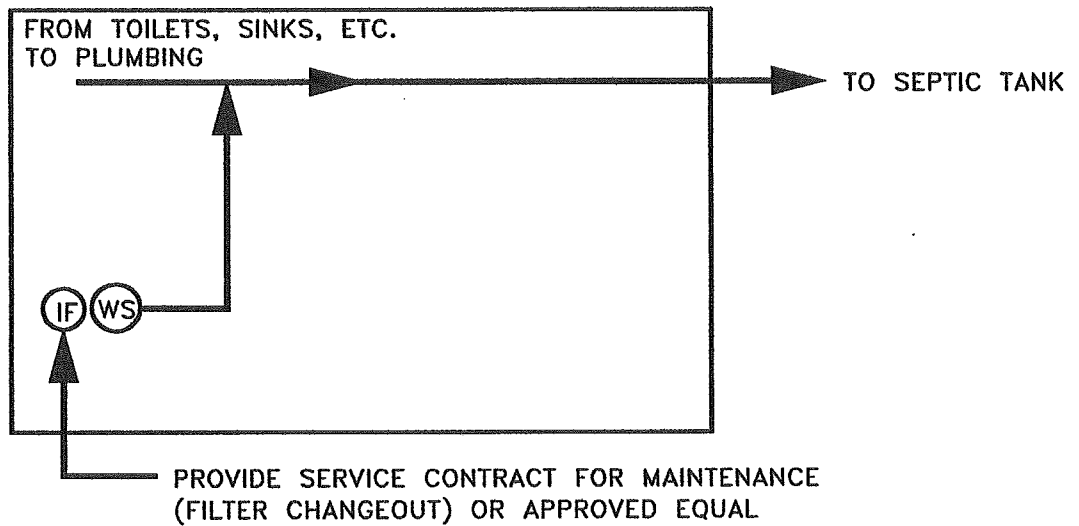 FROM TOILETS, SINKS, ETC.
TO PLUMBING
TO SEPTIC TANK
IF WS
PROVIDE SERVICE CONTRACT FOR MAINTENANCE
(FILTER CHANGEOUT) OR APPROVED EQUAL